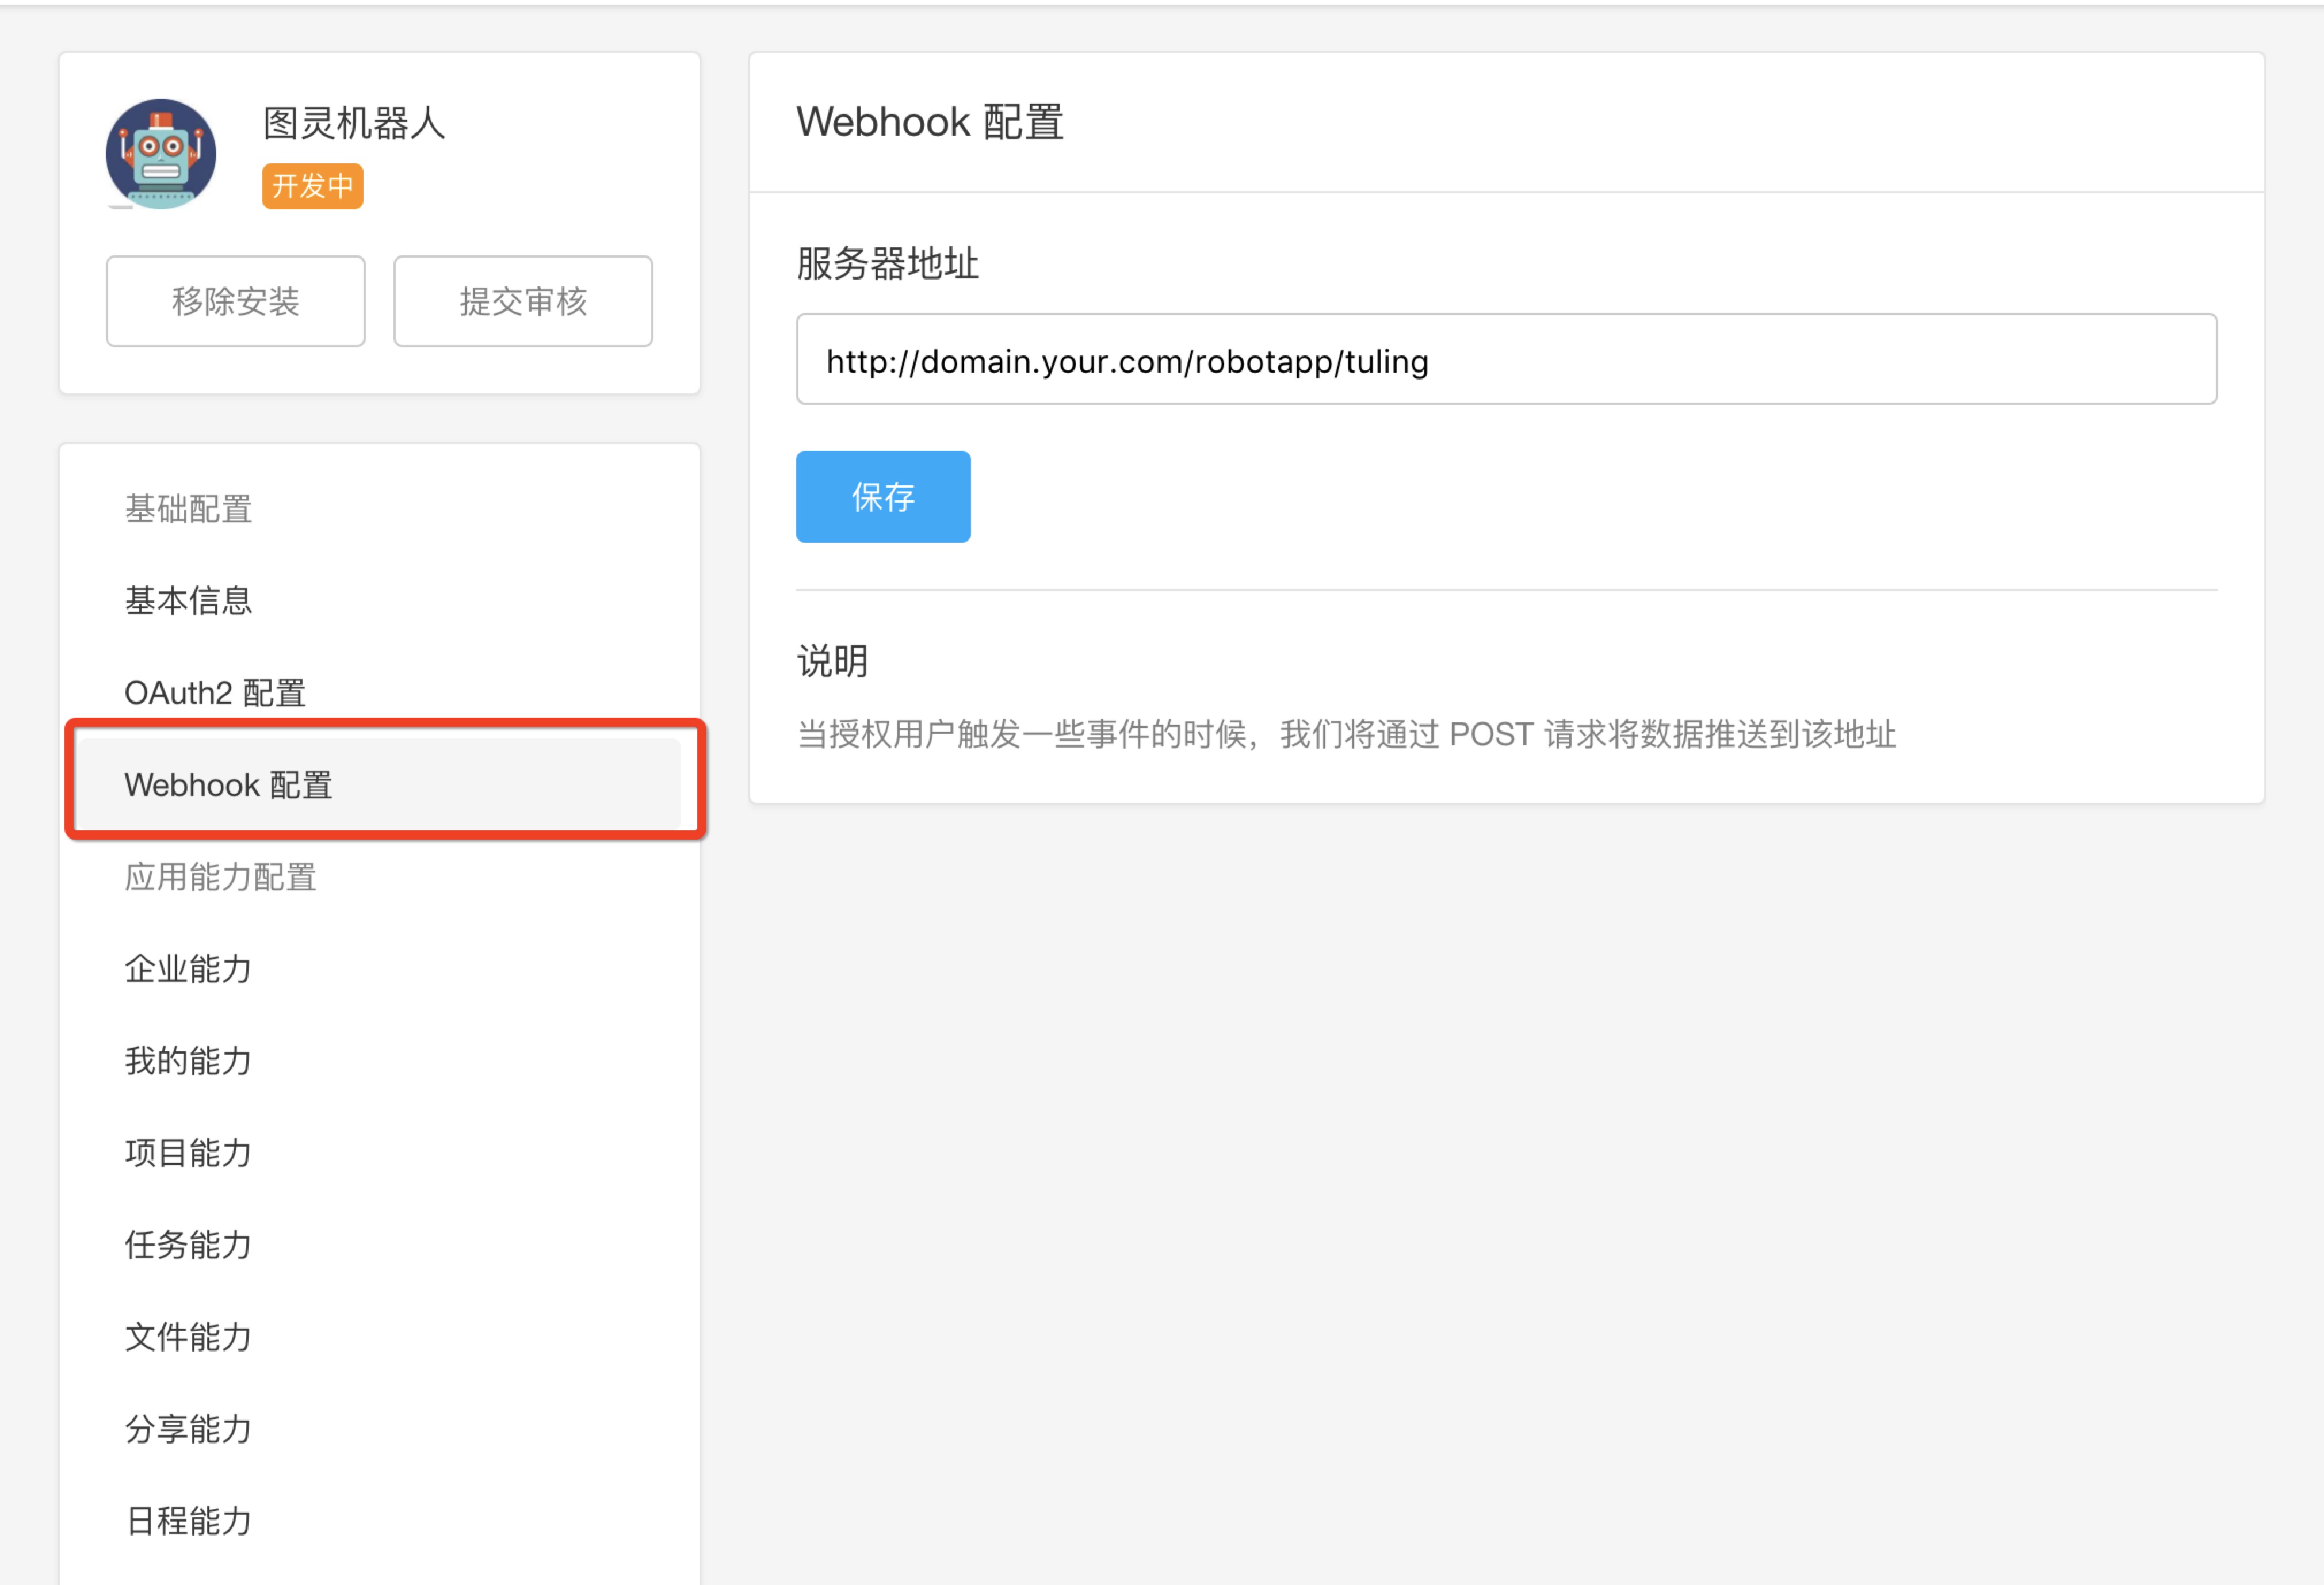 图灵机器人
开发中
移除安装
提交审核
基础配置
基本信息
OAuth2 配置
Webhook 配置
应用能力配置
企业能力
我的能力
项目能力
任务能力
文件能力
分享能力
日程能力
Webhook 配置
服务器地址
http://domain.your.com/robotapp/tuling
保存
说明
当授权用户触发一些事件的时候，我们将通过 POST 请求将数据推送到该地址